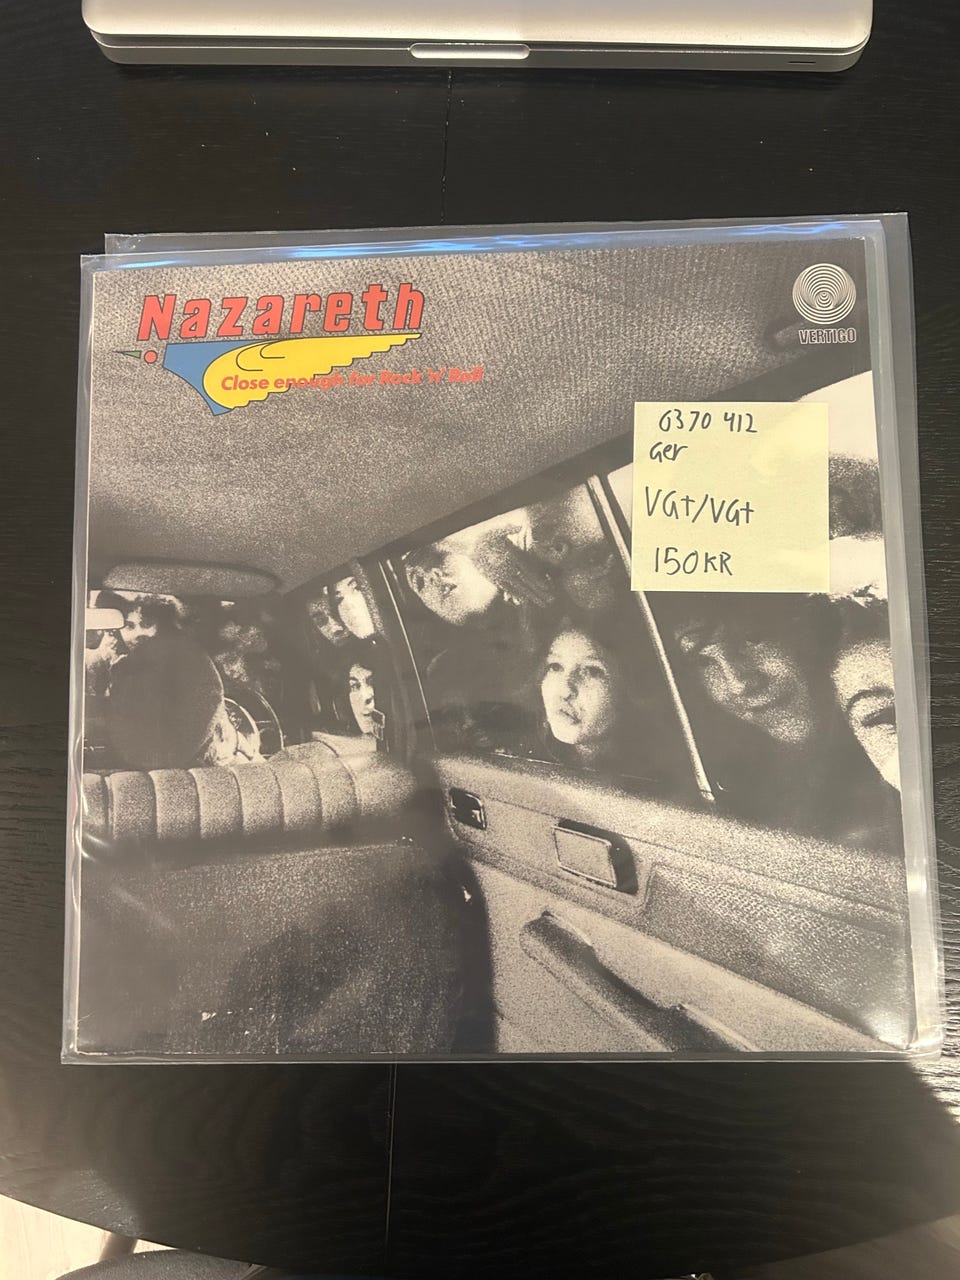 Nazareth
Close enough for Rock 'n' Roll
VERTIGO
6370 412
Ger
VG+/VG+
150KR